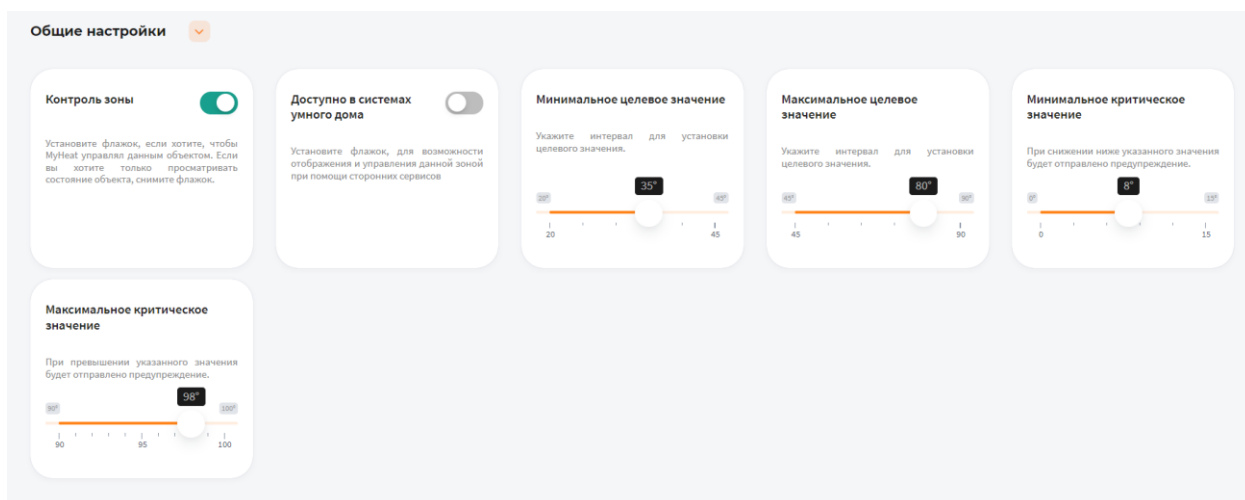 Общие настройки
Контроль зоны
Установите флажок, если хотите, чтобы
MyHeat управлял данным объектом. Если
вы хотите только просматривать
состояние объекта, снимите флажок.
Доступно в системах
умного дома
Установите флажок, для возможности
отображения и управления данной зоной
при помощи сторонних сервисов
Минимальное целевое значение
Укажите интервал для установки
целевого значения.
35°
20° 45°
20 45
Максимальное целевое
значение
Укажите интервал для установки
целевого значения.
80°
45° 90°
45 90
Минимальное критическое
значение
При снижении ниже указанного значения
будет отправлено предупреждение.
8°
0° 15°
0 15
Максимальное критическое
значение
При превышении указанного значения
будет отправлено предупреждение.
98°
90° 100°
90 95 100